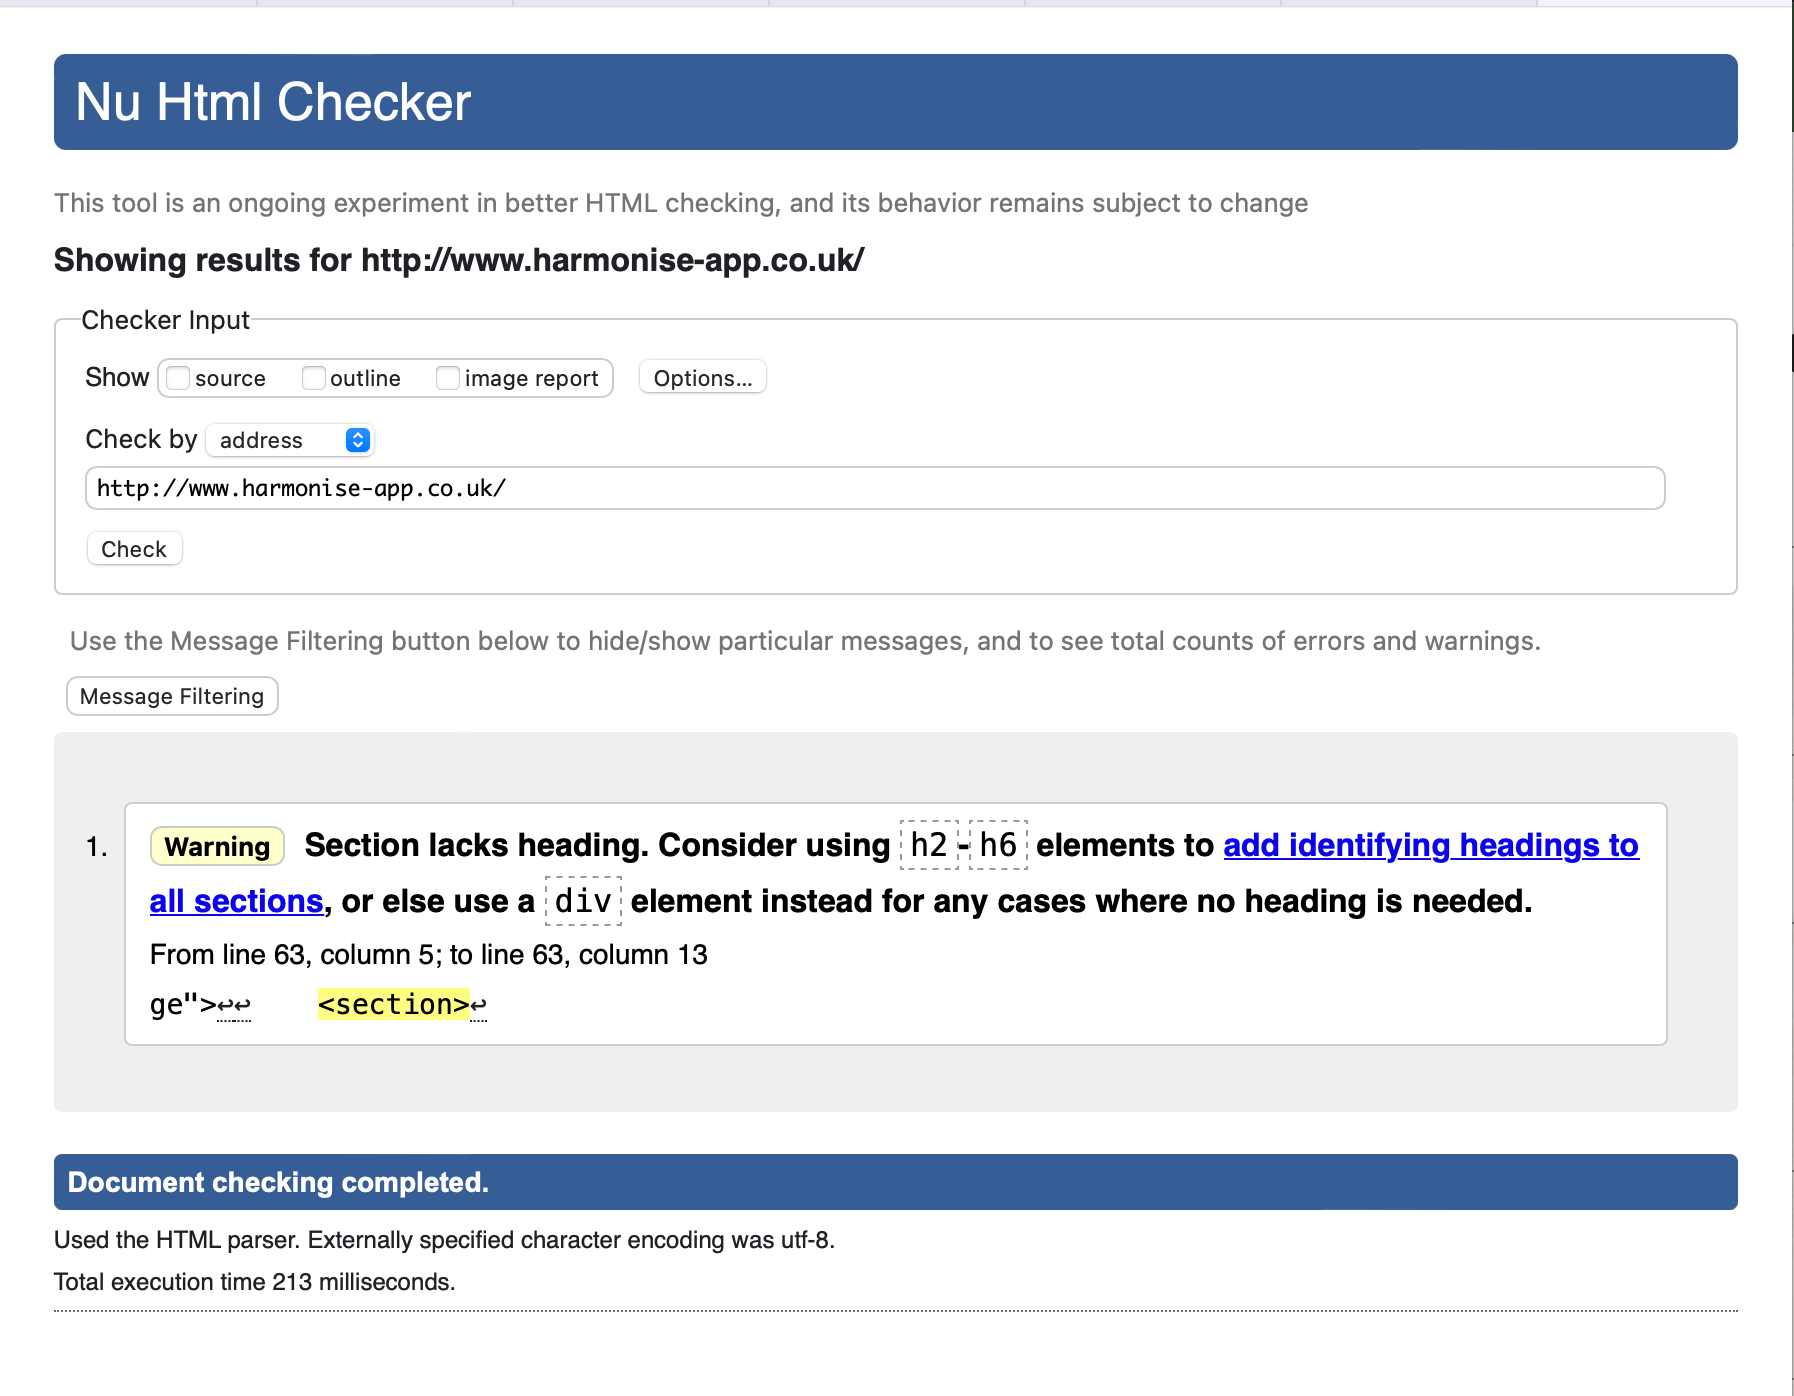 Nu Html Checker
This tool is an ongoing experiment in better HTML checking, and its behavior remains subject to change
Showing results for http://www.harmonise-app.co.uk/
Checker Input
Show source outline image report Options...
Check by address
http://www.harmonise-app.co.uk/
Check
Use the Message Filtering button below to hide/show particular messages, and to see total counts of errors and warnings.
Message Filtering
1. Warning Section lacks heading. Consider using h2-h6 elements to add identifying headings to
all sections, or else use a div element instead for any cases where no heading is needed.
From line 63, column 5; to line 63, column 13
ge">↩↩    <section>↩
Document checking completed.
Used the HTML parser. Externally specified character encoding was utf-8.
Total execution time 213 milliseconds.